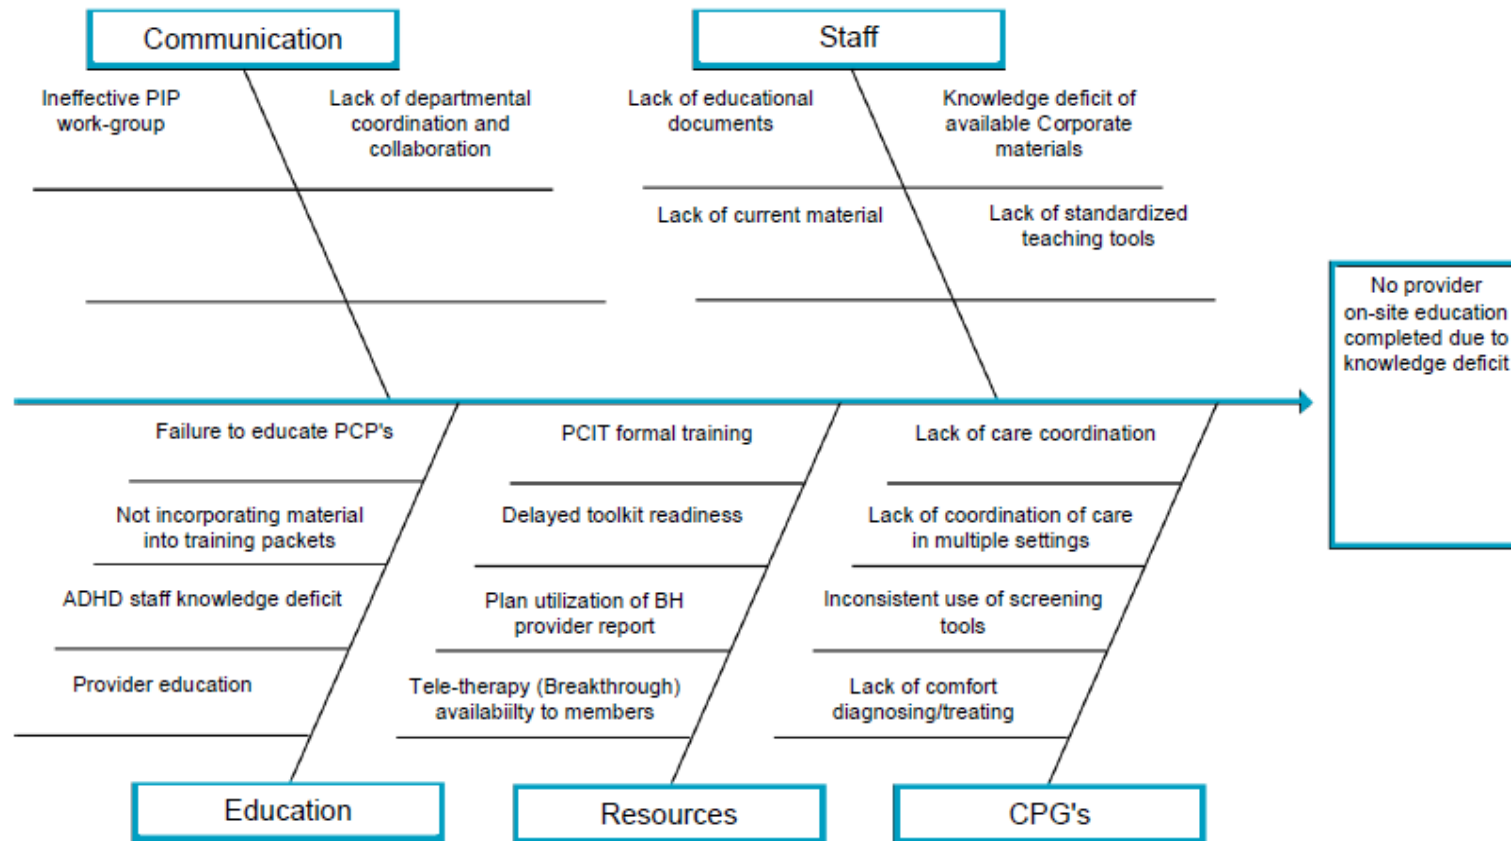 Communication
Staff
Ineffective PIP
work-group
Lack of departmental
coordination and
collaboration
Lack of educational
documents
Knowledge deficit of
available Corporate
materials
Lack of current material
Lack of standardized
teaching tools
No provider
on-site education
completed due to
knowledge deficit
Failure to educate PCP's
Not incorporating material
into training packets
ADHD staff knowledge deficit
Provider education
PCIT formal training
Delayed toolkit readiness
Plan utilization of BH
provider report
Tele-therapy (Breakthrough)
availabiilty to members
Lack of care coordination
Lack of coordination of care
in multiple settings
Inconsistent use of screening
tools
Lack of comfort
diagnosing/treating
Education
Resources
CPG's